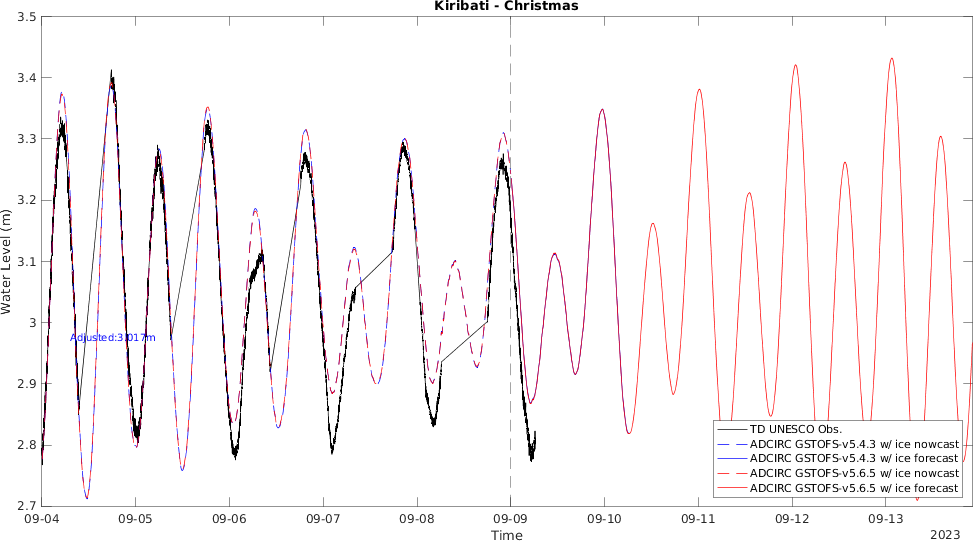 Kiribati - Christmas
3.5
3.4
3.3
3.2
3.1
3
2.9
2.8
2.7
Water Level (m)
Adjusted:3.017m
TD UNESCO Obs.
ADCIRC GSTOFS-v5.4.3 w/ ice nowcast
ADCIRC GSTOFS-v5.4.3 w/ ice forecast
ADCIRC GSTOFS-v5.6.5 w/ ice nowcast
ADCIRC GSTOFS-v5.6.5 w/ ice forecast
09-04 09-05 09-06 09-07 09-08 09-09 09-10 09-11 09-12 09-13
Time
2023